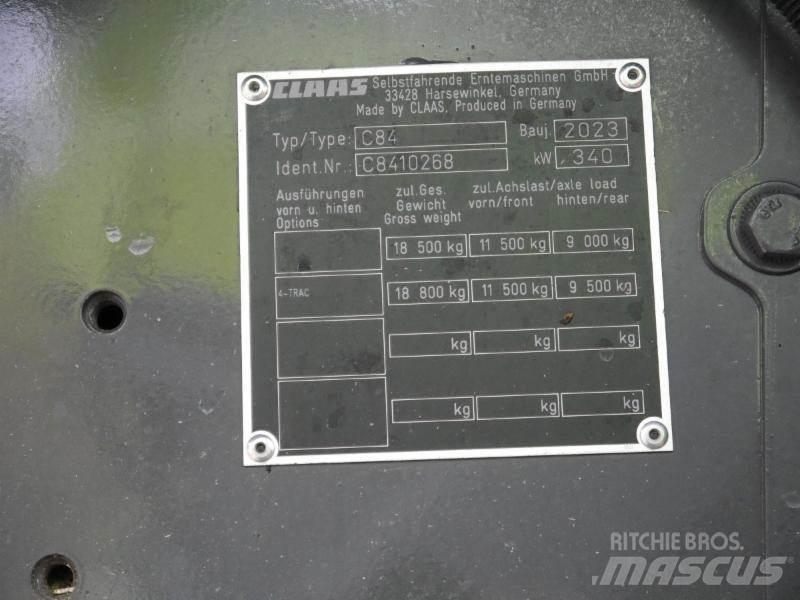 CLAAS Selbstfahrende Erntemaschinen GmbH
33428 Harsewinkel, Germany
Made by CLAAS, Produced in Germany
Typ/Type: C84 Bauj. 2023
Ident.Nr.: C8410268 kW 340
Ausführungen zul.Ges. zul.Achslast/axle load
vorn u. hinten Gewicht vorn/front hinten/rear
Options Gross weight
18 500 kg 11 500 kg 9 000 kg
4-TRAC 18 800 kg 11 500 kg 9 500 kg
kg kg kg
kg kg kg
RITCHIE BROS.
MASCUS